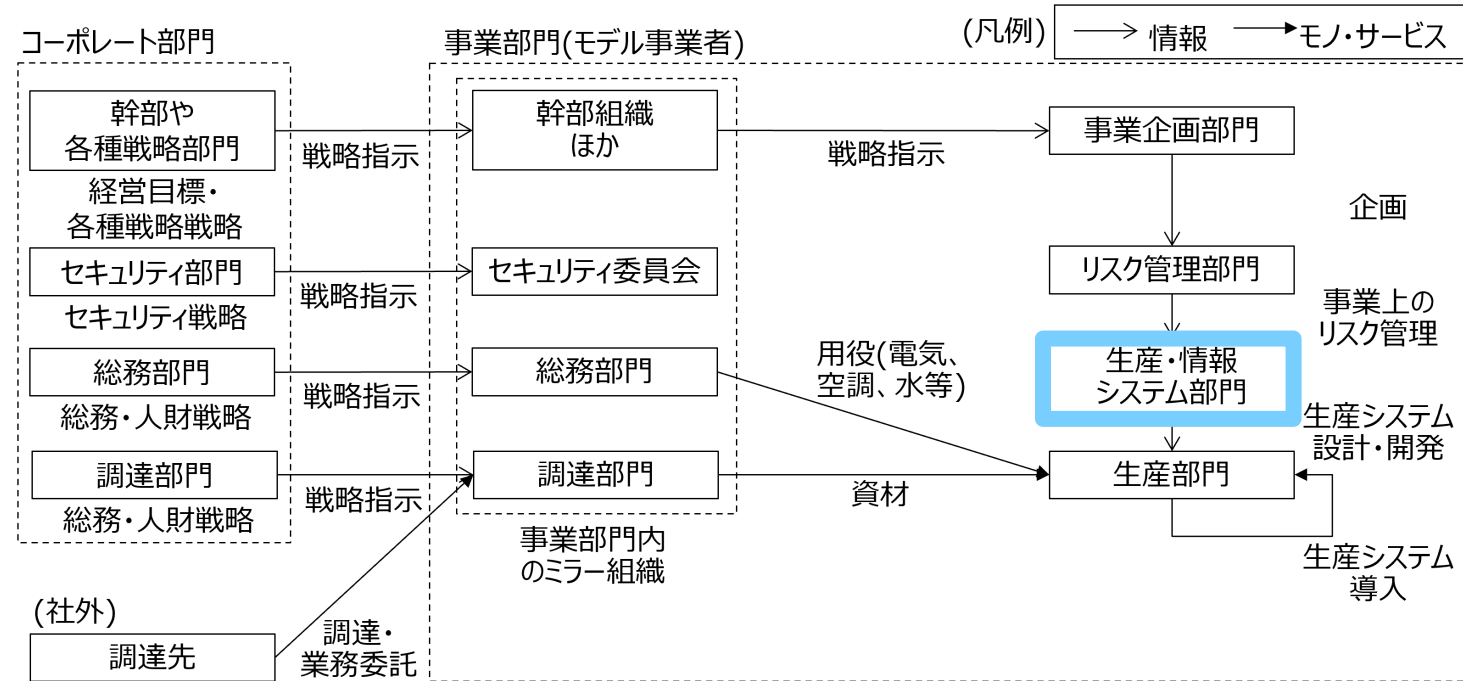 コーポレート部門
事業部門(モデル事業者)
(凡例)
情報
モノ・サービス
幹部や
各種戦略部門
戦略指示
幹部組織
ほか
戦略指示
事業企画部門
経営目標・
各種戦略戦略
企画
セキュリティ部門
戦略指示
セキュリティ委員会
リスク管理部門
セキュリティ戦略
事業上の
リスク管理
総務部門
戦略指示
総務部門
用役(電気、
空調、水等)
生産・情報
システム部門
総務・人財戦略
生産システム
設計・開発
調達部門
戦略指示
調達部門
資材
生産部門
総務・人財戦略
事業部門内
のミラー組織
生産システム
導入
(社外)
調達先
調達・
業務委託